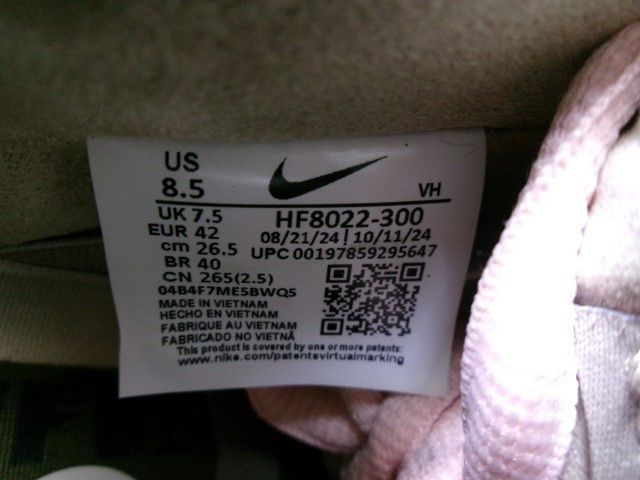 US
8.5
VH
UK 7.5
HF8022-300
EUR 42
08/21/24 | 10/11/24
cm 26.5
UPC 00197859295647
BR 40
CN 265(2.5)
04B4F7ME5BWQ5
MADE IN VIETNAM
HECHO EN VIETNAM
FABRIQUE AU VIETNAM
FABRICADO NO VIETNÃ
This product is covered by one or more patents:
www.nike.com/patentsvirtualmarking